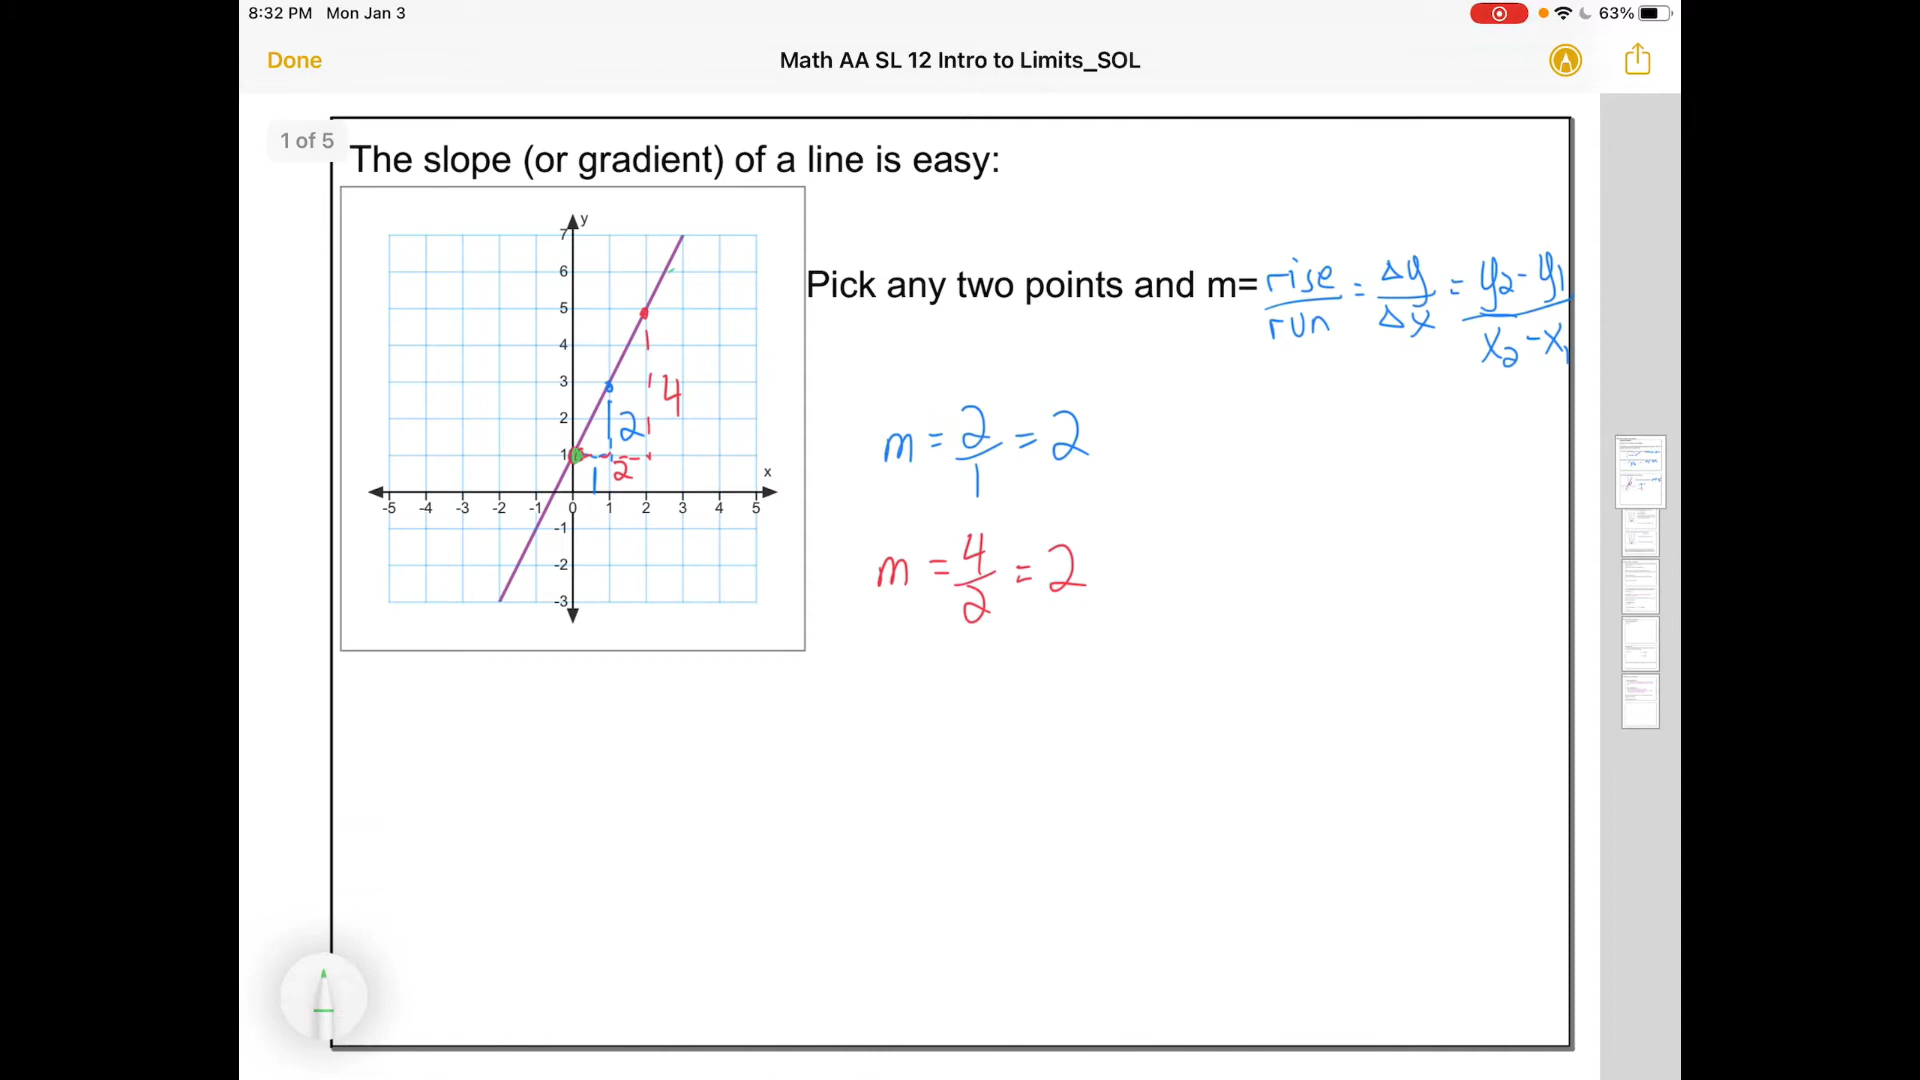 8:32 PM Mon Jan 3
63%
Done
Math AA SL 12 Intro to Limits_SOL
1 of 5
The slope (or gradient) of a line is easy:
y
7
6
5
4
3
2
1
x
-5 -4 -3 -2 -1 0 1 2 3 4 5
-1
-2
-3
4
2
2
1
Pick any two points and m= rise/run = Δy/Δx = y₂-y₁/x₂-x₁
m = 2/1 = 2
m = 4/2 = 2